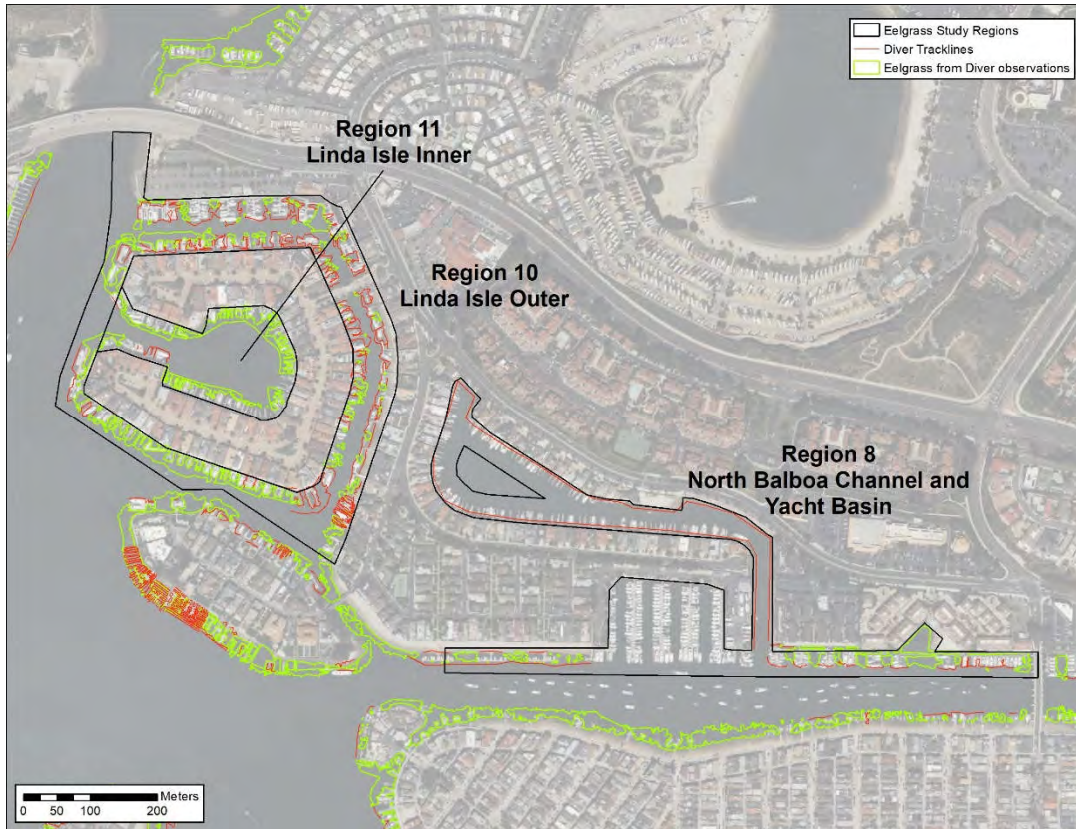 Eelgrass Study Regions
Diver Tracklines
Eelgrass from Diver observations
Region 11
Linda Isle Inner
Region 10
Linda Isle Outer
Region 8
North Balboa Channel and
Yacht Basin
Meters
0 50 100 200